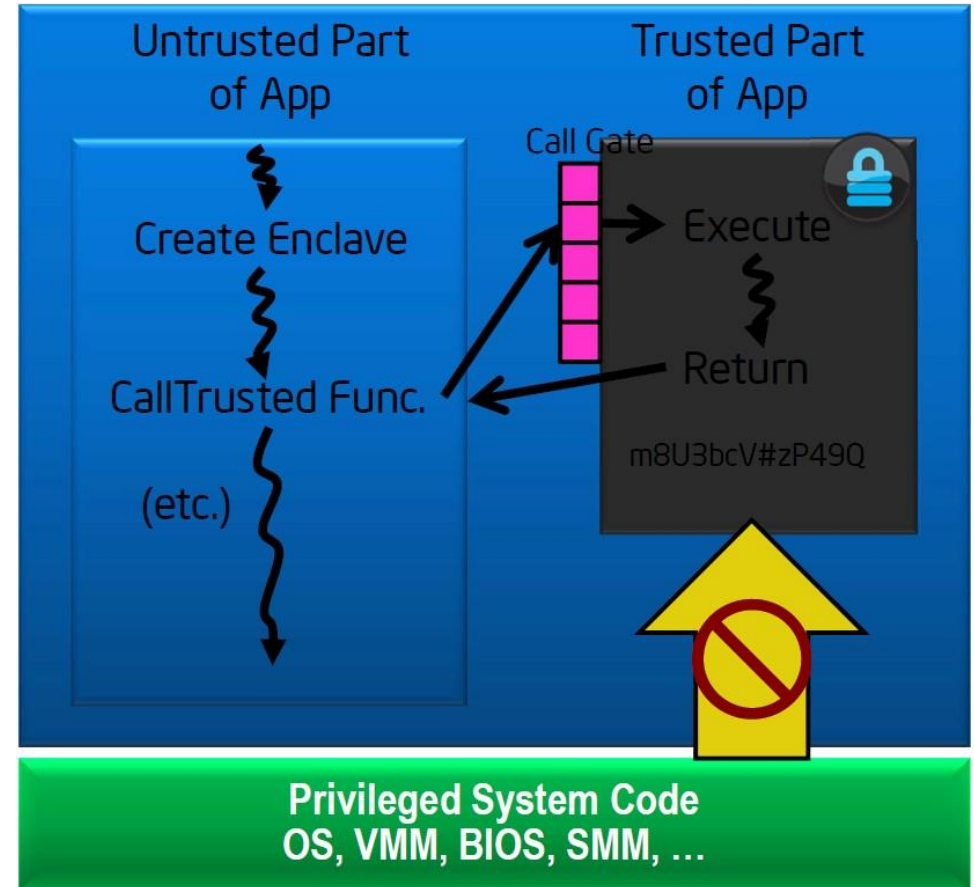 Untrusted Part
of App
Trusted Part
of App
Call Gate
Create Enclave
CallTrusted Func.
(etc.)
Execute
Return
m8U3bcV#zP49Q
Privileged System Code
OS, VMM, BIOS, SMM, ...